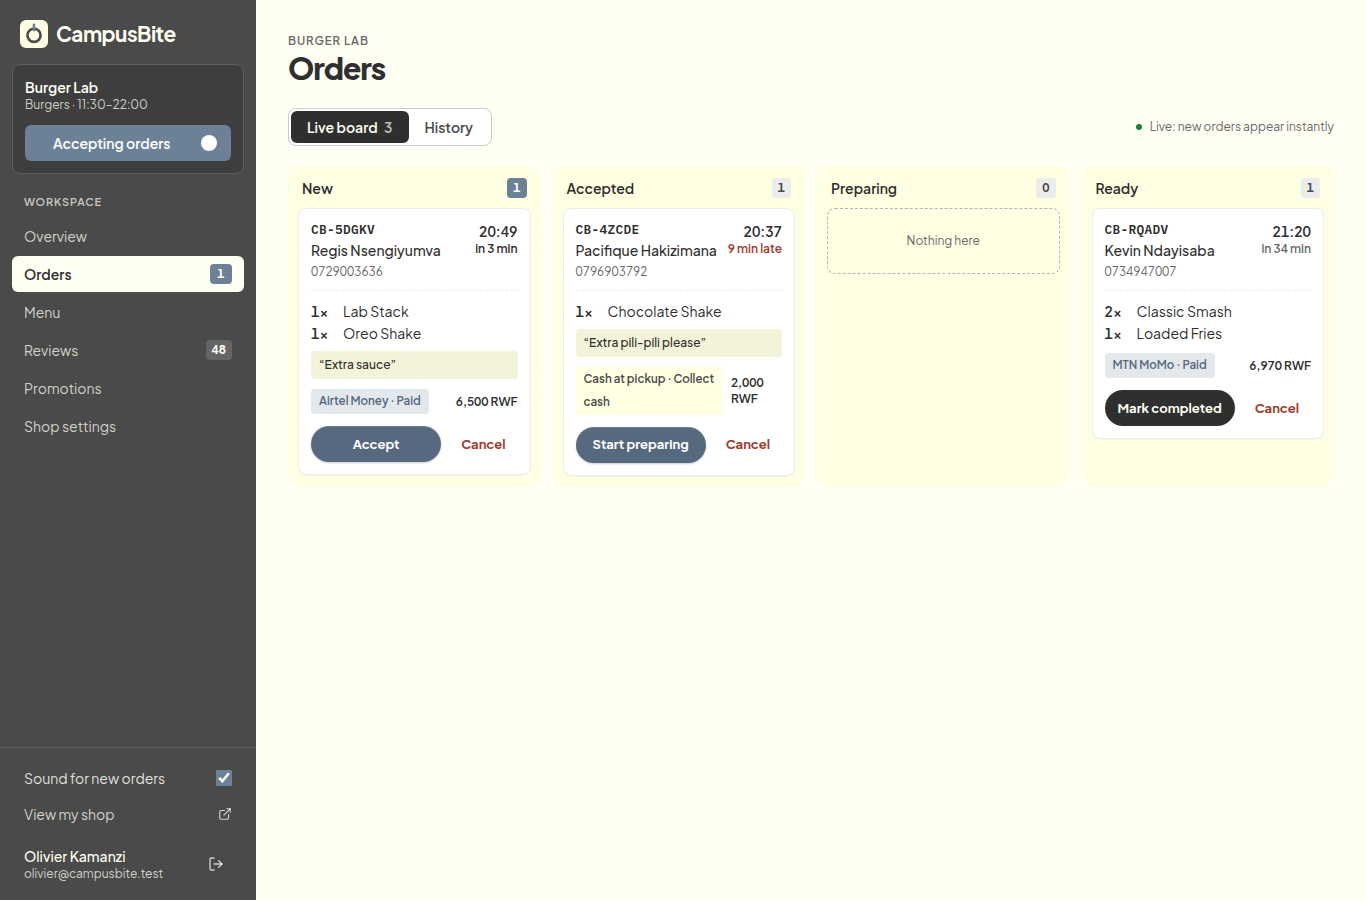 CampusBite
Burger Lab
Burgers · 11:30–22:00
Accepting orders
WORKSPACE
Overview
Orders 1
Menu
Reviews 48
Promotions
Shop settings
Sound for new orders
View my shop
Olivier Kamanzi
olivier@campusbite.test
BURGER LAB
Orders
Live board 3
History
Live: new orders appear instantly
New 1
CB-5DGKV 20:49
Regis Nsengiyumva in 3 min
0729003636
1× Lab Stack
1× Oreo Shake
“Extra sauce”
Airtel Money · Paid 6,500 RWF
Accept Cancel
Accepted 1
CB-4ZCDE 20:37
Pacifique Hakizimana 9 min late
0796903792
1× Chocolate Shake
“Extra pili-pili please”
Cash at pickup · Collect
cash
2,000
RWF
Start preparing Cancel
Preparing 0
Nothing here
Ready 1
CB-RQADV 21:20
Kevin Ndayisaba in 34 min
0734947007
2× Classic Smash
1× Loaded Fries
MTN MoMo · Paid 6,970 RWF
Mark completed Cancel